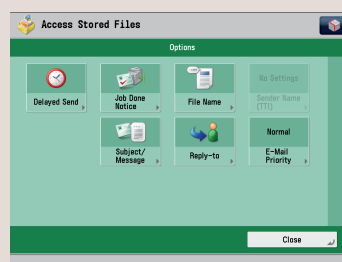 Access Stored Files
Options
Delayed Send
Job Done
Notice
File Name
No Settings
Sender Name
(TTI)
Subject/
Message
Reply-to
Normal
E-Mail
Priority
Close